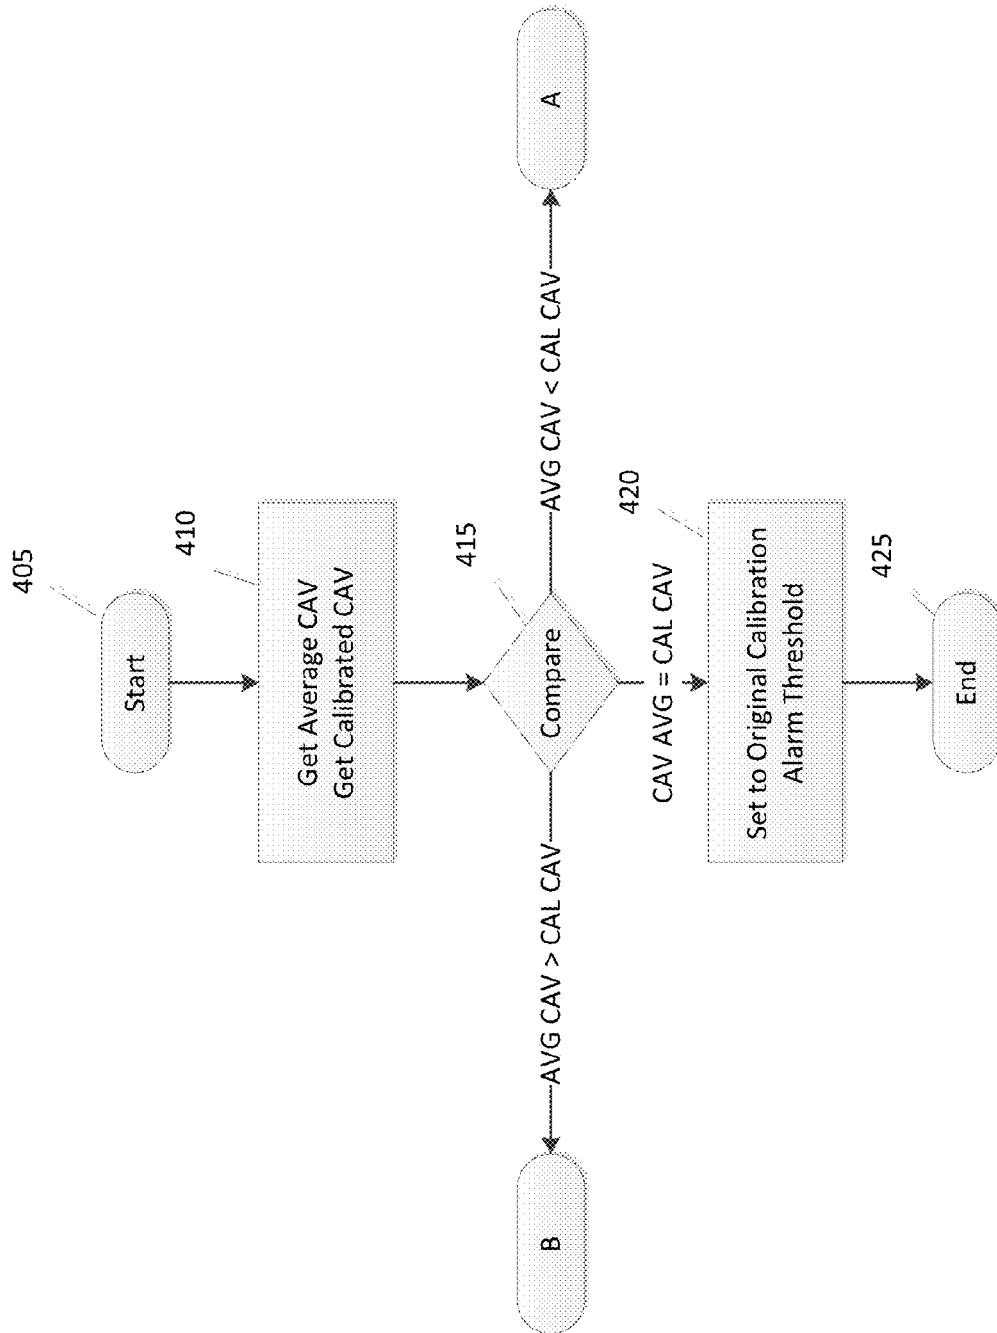 405
Start
410
Get Average CAV
Get Calibrated CAV
415
Compare
B
AVG CAV > CAL CAV
AVG CAV < CAL CAV
A
CAV AVG = CAL CAV
420
Set to Original Calibration
Alarm Threshold
425
End